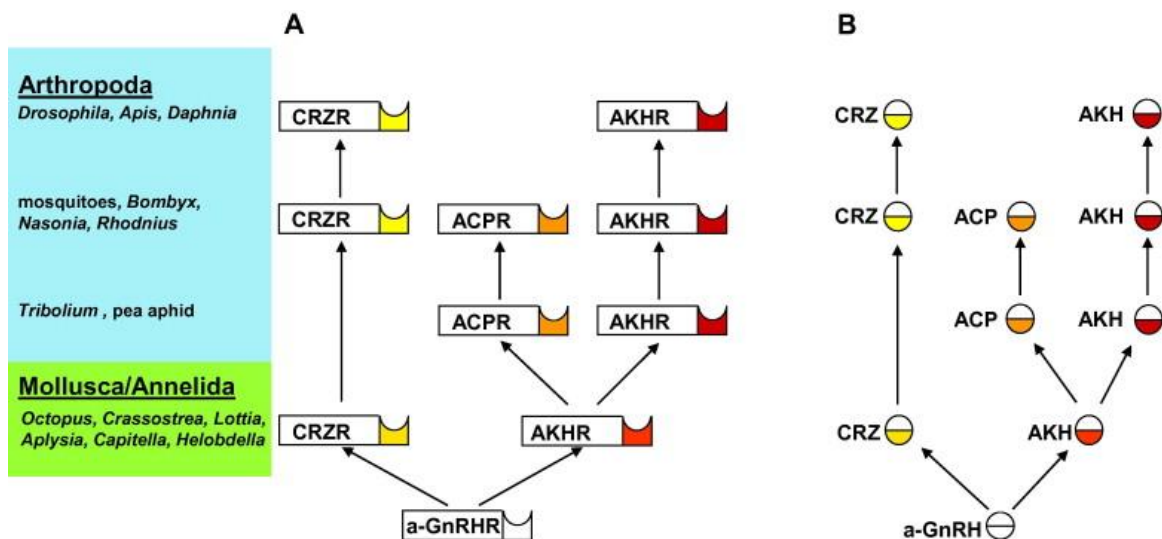 A
B
Arthropoda
Drosophila, Apis, Daphnia
CRZR
AKHR
CRZ
AKH
mosquitoes, Bombyx,
Nasonia, Rhodnius
CRZR
ACPR
AKHR
CRZ
ACP
AKH
Tribolium , pea aphid
ACPR
AKHR
ACP
AKH
Mollusca/Annelida
Octopus, Crassostrea, Lottia,
Aplysia, Capitella, Helobdella
CRZR
AKHR
CRZ
AKH
a-GnRHR
a-GnRH